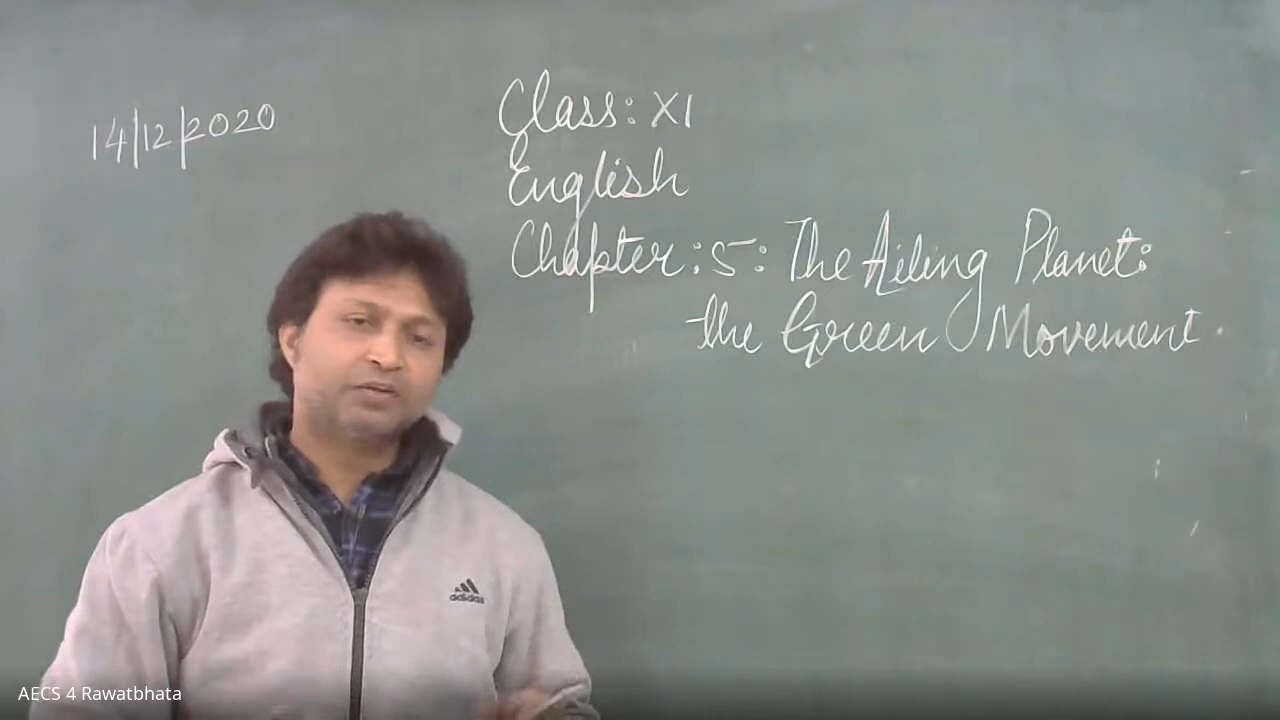 14/12/2020
Class: XI
English
Chapter: 5: The Ailing Planet:
the Green Movement
adidas
AECS 4 Rawatbhata